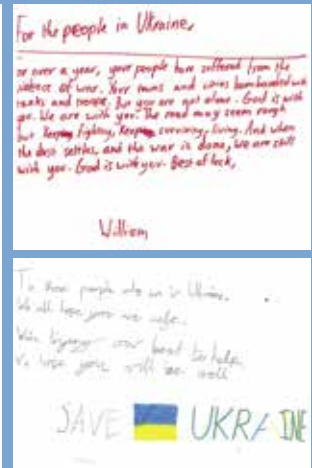 For the people in Ukraine,
or over a year, your people have suffered from the
violence of war. Your towns and cities bombarded with
tanks and troops. But you are not alone. God is with
you. We are with you. The road may seem rough
but Keep fighting, Keep surviving, living. And when
the dust settles, and the war is done, we are still
with you. God is with you. Best of luck,
William
To those people who are in Ukraine.
We all hope you are safe.
We're trying our best to help
We hope you will be well
SAVE UKRAINE